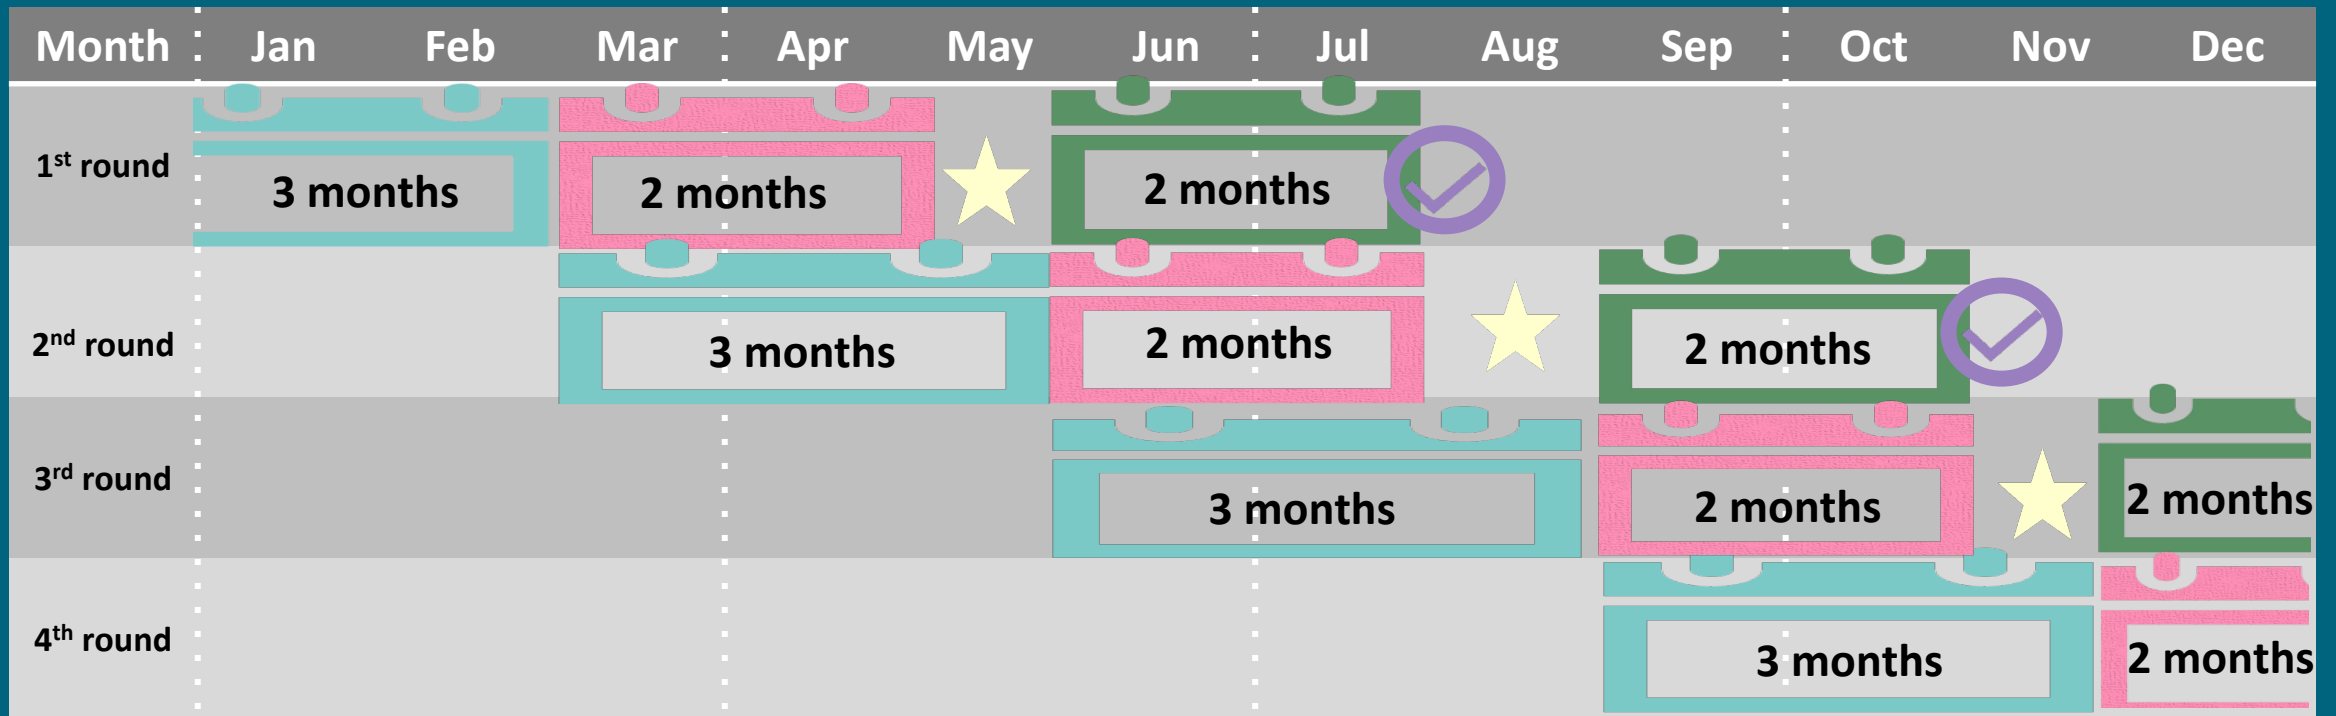 Month Jan Feb Mar Apr May Jun Jul Aug Sep Oct Nov Dec
1st round 3 months 2 months 2 months
2nd round 3 months 2 months 2 months
3rd round 3 months 2 months 2 months
4th round 3 months 2 months